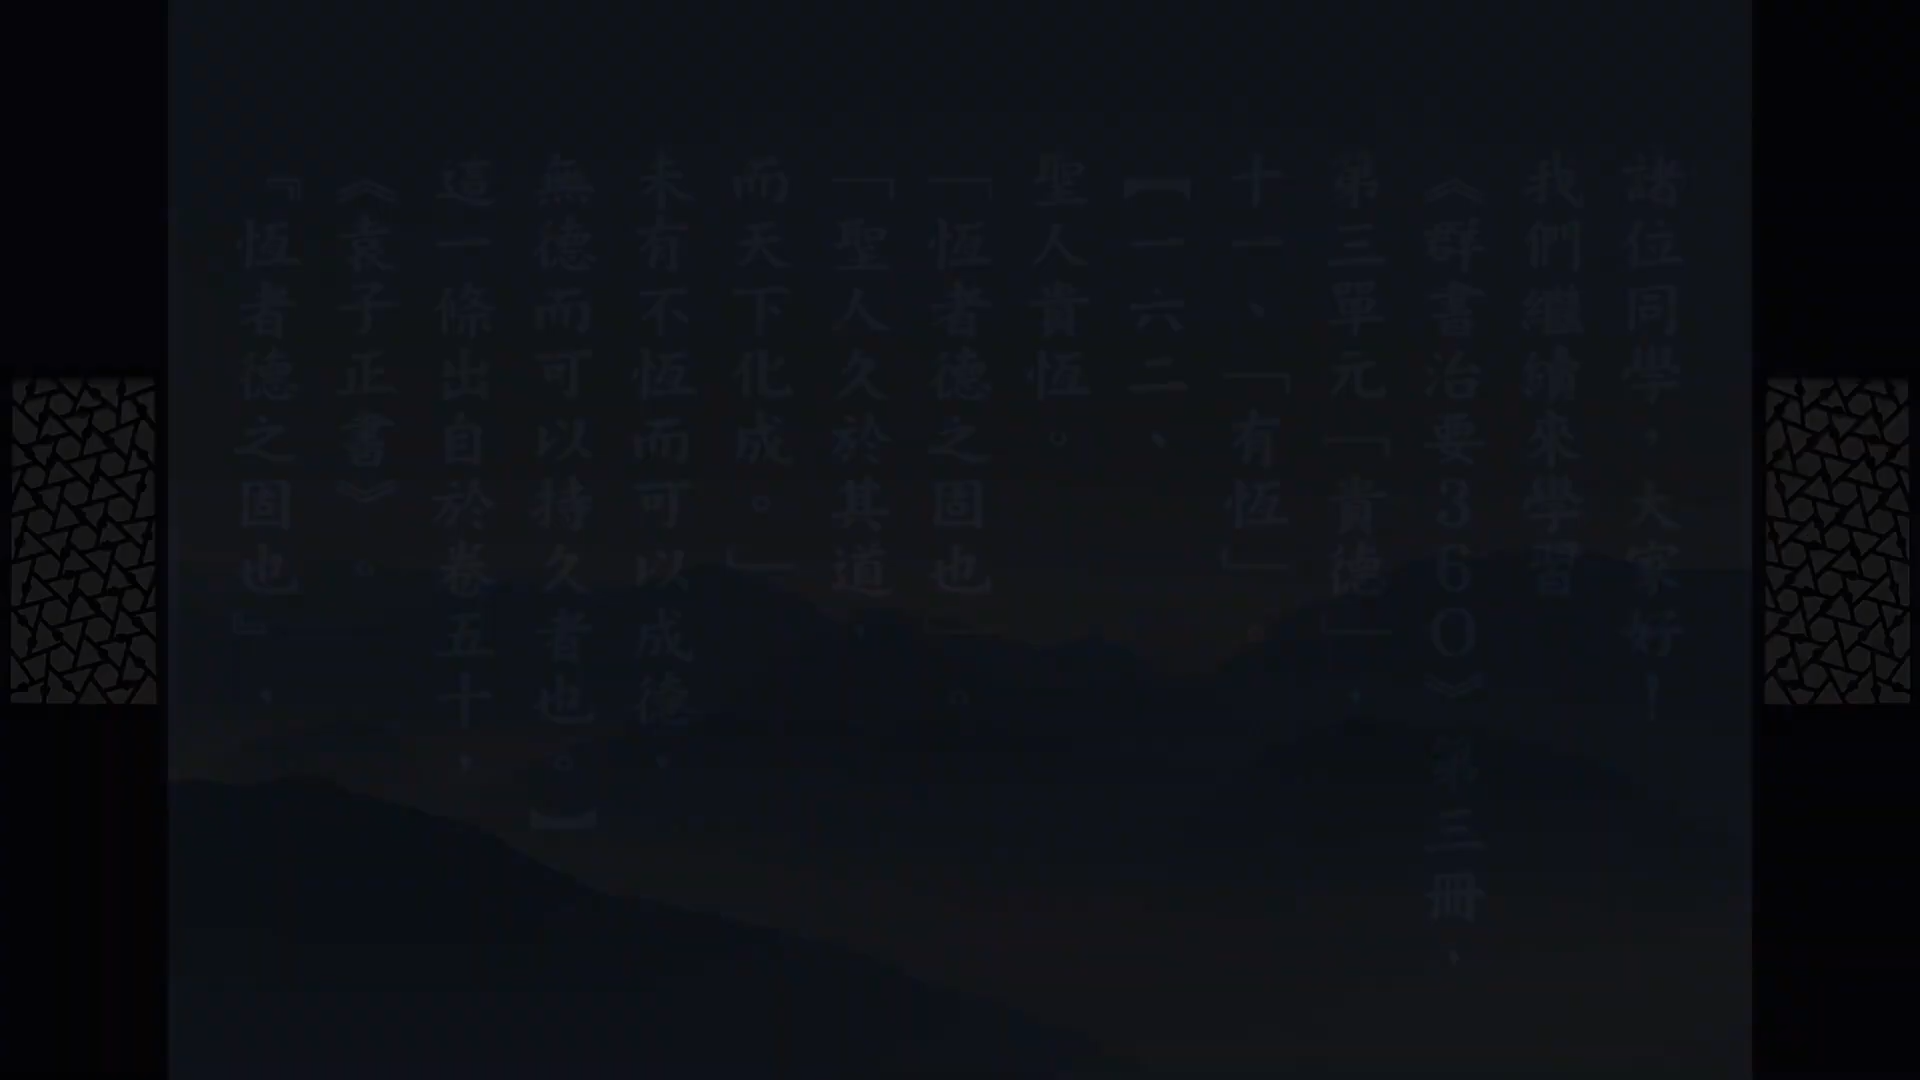 諸位同學，大家好！
我們繼續來學習
《群書治要360》第三冊，
第三單元「貴德」，
十一、「有恆」。
【一六二、
聖人貴恆。
「恆者德之固也」。
「聖人久於其道，
而天下化成。」
未有不恆而可以成德，
無德而可以持久者也。】
這一條出自於卷五十，
《袁子正書》。
『恆者德之固也』，